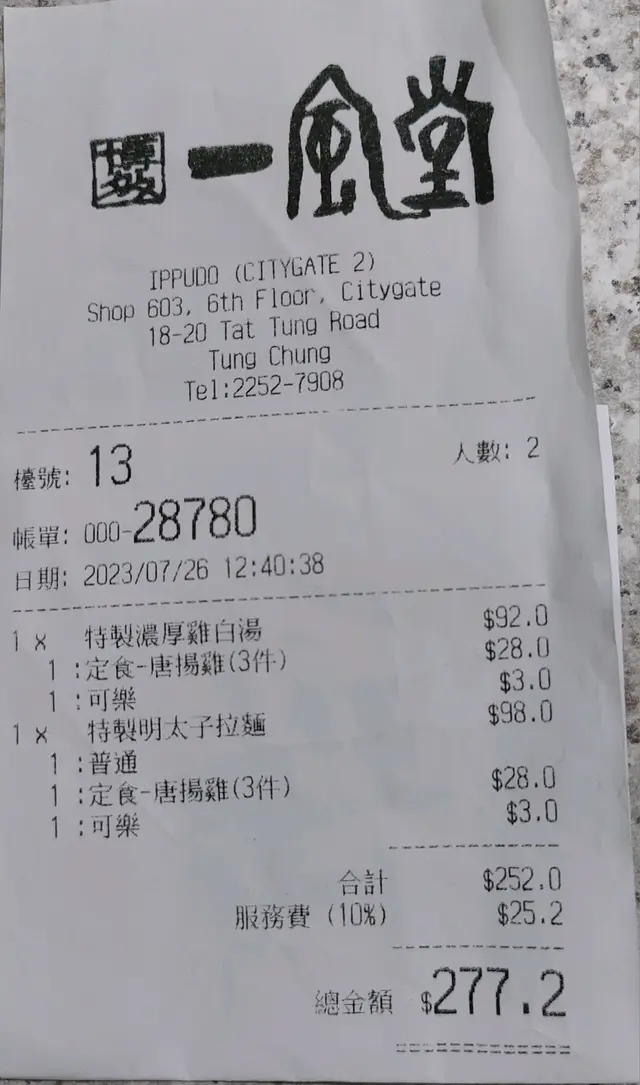 博多 一風堂
IPPUDO (CITYGATE 2)
Shop 603, 6th Floor, Citygate
18-20 Tat Tung Road
Tung Chung
Tel:2252-7908
檯號: 13 人數: 2
帳單: 000-28780
日期: 2023/07/26 12:40:38
1 x 特製濃厚雞白湯 $92.0
1 :定食-唐揚雞(3件) $28.0
1 :可樂 $3.0
1 x 特製明太子拉麵 $98.0
1 :普通
1 :定食-唐揚雞(3件) $28.0
1 :可樂 $3.0
合計 $252.0
服務費 (10%) $25.2
總金額 $277.2